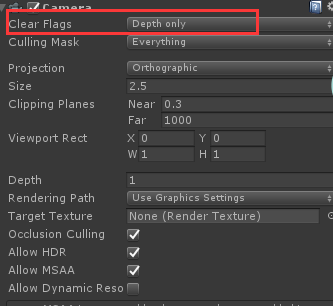 Camera
Clear Flags Depth only
Culling Mask Everything
Projection Orthographic
Size 2.5
Clipping Planes Near 0.3
Far 1000
Viewport Rect X 0 Y 0
W 1 H 1
Depth 1
Rendering Path Use Graphics Settings
Target Texture None (Render Texture)
Occlusion Culling
Allow HDR
Allow MSAA
Allow Dynamic Reso